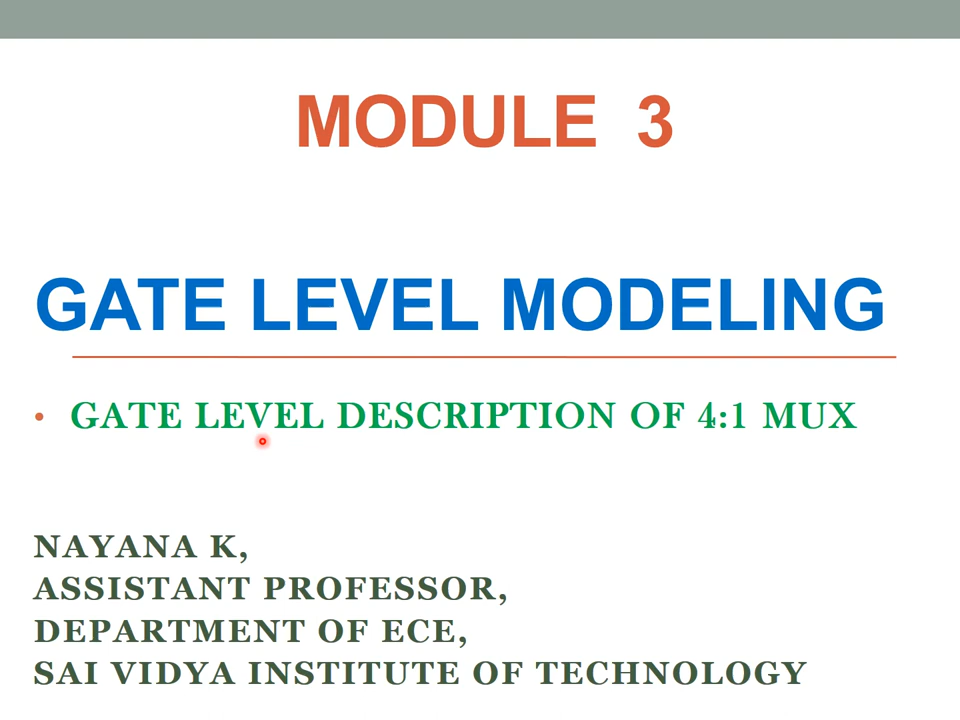 MODULE 3
GATE LEVEL MODELING
• GATE LEVEL DESCRIPTION OF 4:1 MUX
NAYANA K,
ASSISTANT PROFESSOR,
DEPARTMENT OF ECE,
SAI VIDYA INSTITUTE OF TECHNOLOGY